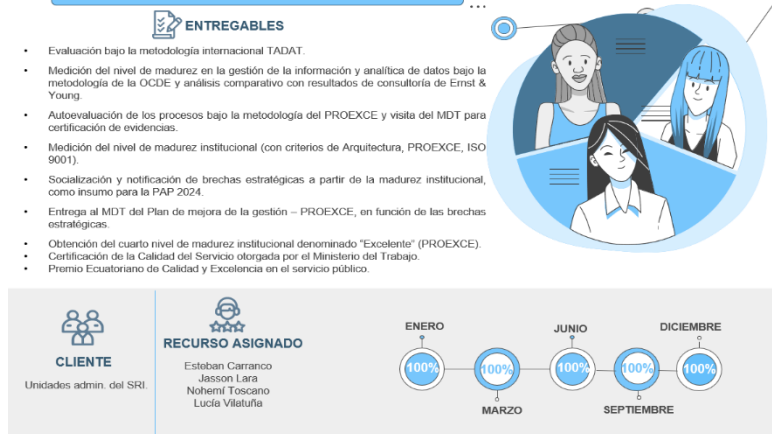 ...
ENTREGABLES
• Evaluación bajo la metodología internacional TADAT.
• Medición del nivel de madurez en la gestión de la información y analítica de datos bajo la
metodología de la OCDE y análisis comparativo con resultados de consultoría de Ernst &
Young.
• Autoevaluación de los procesos bajo la metodología del PROEXCE y visita del MDT para
certificación de evidencias.
• Medición del nivel de madurez institucional (con criterios de Arquitectura, PROEXCE, ISO
9001).
• Socialización y notificación de brechas estratégicas a partir de la madurez institucional,
como insumo para la PAP 2024.
• Entrega al MDT del Plan de mejora de la gestión – PROEXCE, en función de las brechas
estratégicas.
• Obtención del cuarto nivel de madurez institucional denominado "Excelente" (PROEXCE).
• Certificación de la Calidad del Servicio otorgada por el Ministerio del Trabajo.
• Premio Ecuatoriano de Calidad y Excelencia en el servicio público.
CLIENTE
Unidades admin. del SRI.
RECURSO ASIGNADO
Esteban Carranco
Jasson Lara
Nohemí Toscano
Lucía Vilatuña
ENERO
JUNIO
DICIEMBRE
100%
100%
100%
100%
100%
MARZO
SEPTIEMBRE